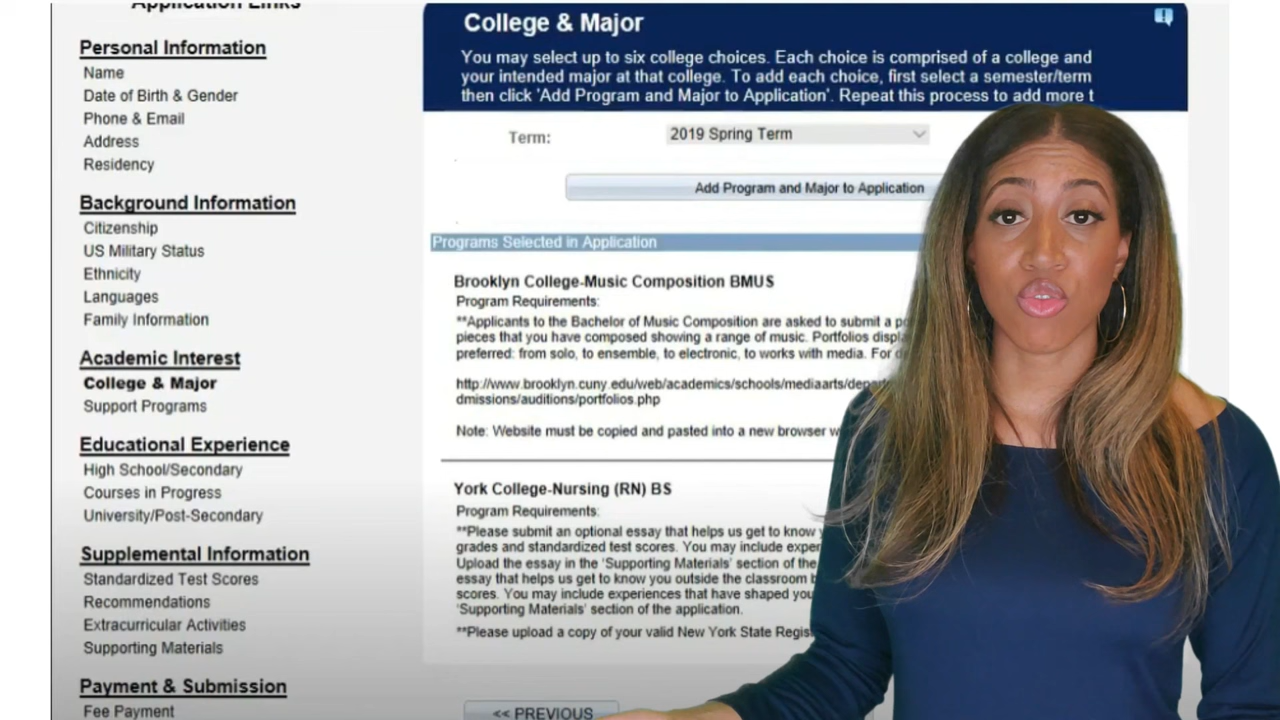 Application Links
Personal Information
Name
Date of Birth & Gender
Phone & Email
Address
Residency
Background Information
Citizenship
US Military Status
Ethnicity
Languages
Family Information
Academic Interest
College & Major
Support Programs
Educational Experience
High School/Secondary
Courses in Progress
University/Post-Secondary
Supplemental Information
Standardized Test Scores
Recommendations
Extracurricular Activities
Supporting Materials
Payment & Submission
Fee Payment
College & Major
You may select up to six college choices. Each choice is comprised of a college and
your intended major at that college. To add each choice, first select a semester/term
then click 'Add Program and Major to Application'. Repeat this process to add more
Term:
2019 Spring Term
Add Program and Major to Application
Programs Selected in Application
Brooklyn College-Music Composition BMUS
Program Requirements:
**Applicants to the Bachelor of Music Composition are asked to submit a
pieces that you have composed showing a range of music. Portfolios
preferred: from solo, to ensemble, to electronic, to works with media. For
http://www.brooklyn.cuny.edu/web/academics/schools/mediaarts/depart
dmissions/auditions/portfolios.php
Note: Website must be copied and pasted into a new browser
York College-Nursing (RN) BS
Program Requirements:
**Please submit an optional essay that helps us get to know
grades and standardized test scores. You may include
Upload the essay in the 'Supporting Materials' section of the
essay that helps us get to know you outside the classroom
scores. You may include experiences that have shaped you
'Supporting Materials' section of the application.
**Please upload a copy of your valid New York State
<< PREVIOUS